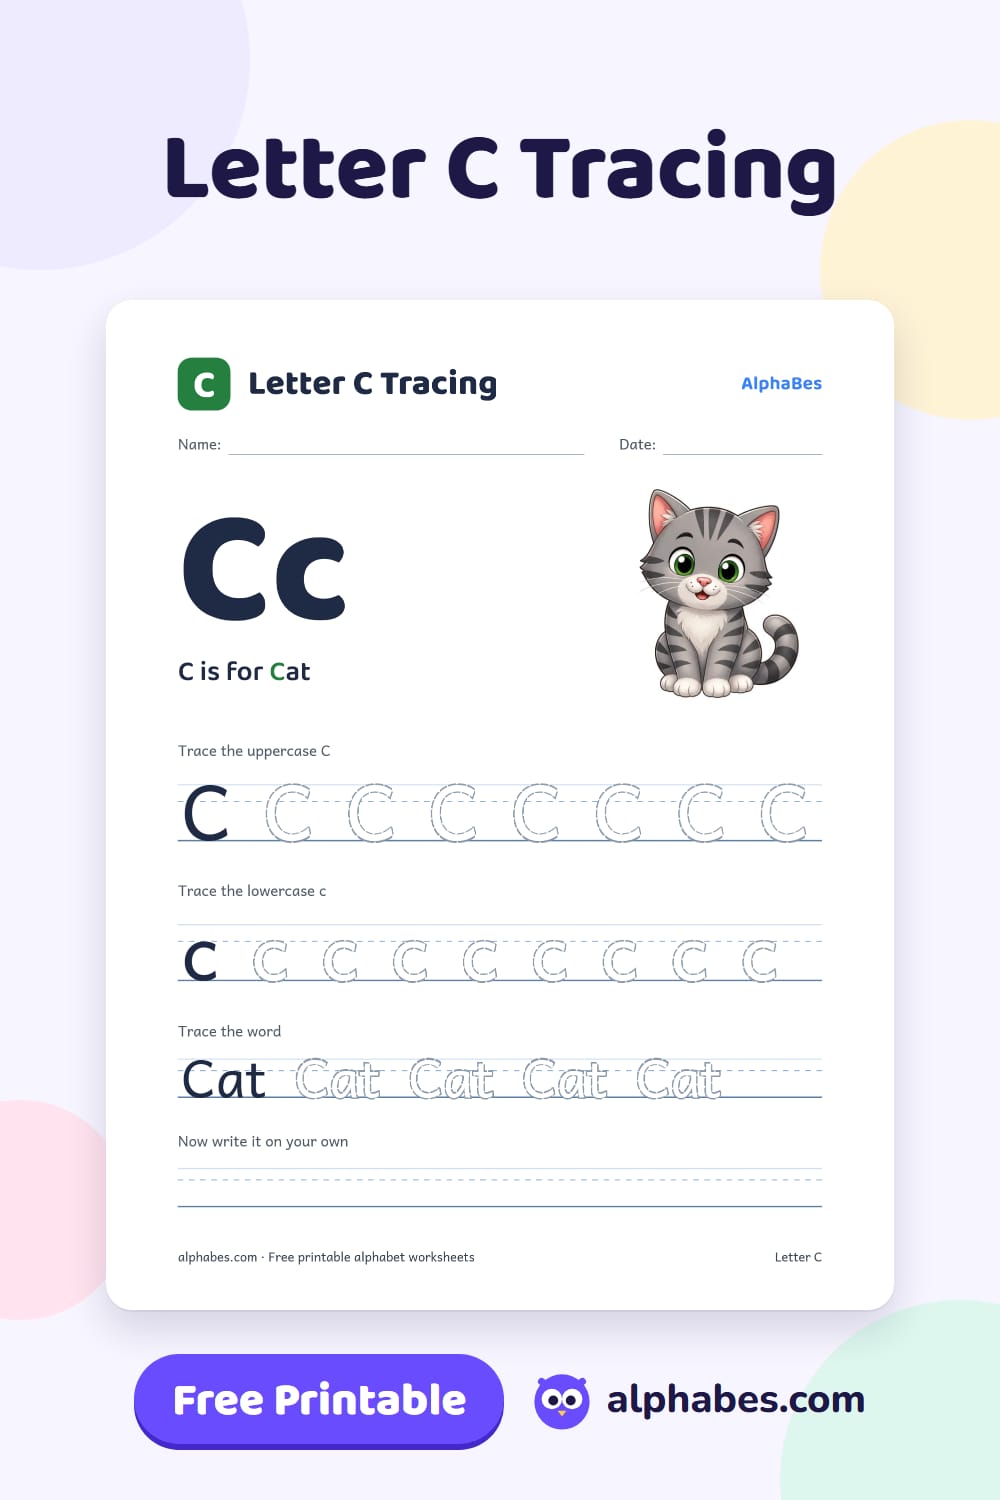 Letter C Tracing
C Letter C Tracing AlphaBes
Name: Date:
Cc
C is for Cat
Trace the uppercase C
C C C C C C C C
Trace the lowercase c
c c c c c c c c c
Trace the word
Cat Cat Cat Cat Cat
Now write it on your own
alphabes.com · Free printable alphabet worksheets Letter C
Free Printable alphabes.com